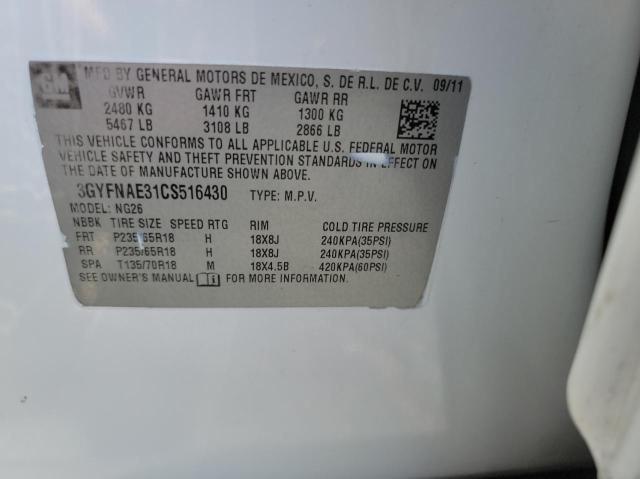 GM
MFD BY GENERAL MOTORS DE MEXICO, S. DE R.L. DE C.V. 09/11
GVWR GAWR FRT GAWR RR
2480 KG 1410 KG 1300 KG
5467 LB 3108 LB 2866 LB
THIS VEHICLE CONFORMS TO ALL APPLICABLE U.S. FEDERAL MOTOR
VEHICLE SAFETY AND THEFT PREVENTION STANDARDS IN EFFECT ON
THE DATE OF MANUFACTURE SHOWN ABOVE.
3GYFNAE31CS516430 TYPE: M.P.V.
MODEL: NG26
NBBK TIRE SIZE SPEED RTG RIM COLD TIRE PRESSURE
FRT P235/65R18 H 18X8J 240KPA(35PSI)
RR P235/65R18 H 18X8J 240KPA(35PSI)
SPA T135/70R18 M 18X4.5B 420KPA(60PSI)
SEE OWNER'S MANUAL FOR MORE INFORMATION.